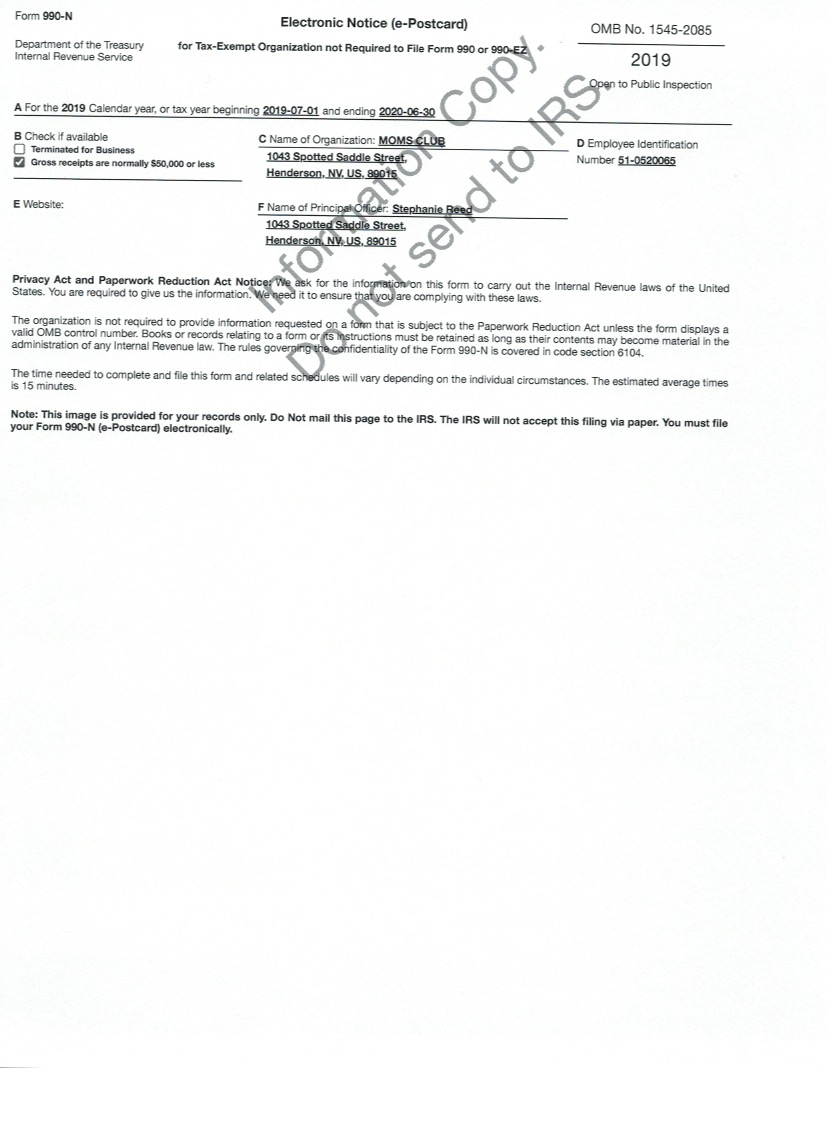 Form 990-N
Department of the Treasury
Internal Revenue Service
Electronic Notice (e-Postcard)
for Tax-Exempt Organization not Required to File Form 990 or 990-EZ
OMB No. 1545-2085
2019
Open to Public Inspection
A For the 2019 Calendar year, or tax year beginning 2019-07-01 and ending 2020-06-30
B Check if available
Terminated for Business
Gross receipts are normally $50,000 or less
C Name of Organization: MOMS CLUB
1043 Spotted Saddle Street,
Henderson, NV, US, 89015
D Employee Identification
Number 51-0520065
E Website:
F Name of Principal Officer: Stephanie Reed
1043 Spotted Saddle Street,
Henderson, NV, US, 89015
Privacy Act and Paperwork Reduction Act Notice: We ask for the information on this form to carry out the Internal Revenue laws of the United
States. You are required to give us the information. We need it to ensure that you are complying with these laws.
The organization is not required to provide information requested on a form that is subject to the Paperwork Reduction Act unless the form displays a
valid OMB control number. Books or records relating to a form or its instructions must be retained as long as their contents may become material in the
administration of any Internal Revenue law. The rules governing the confidentiality of the Form 990-N is covered in code section 6104.
The time needed to complete and file this form and related schedules will vary depending on the individual circumstances. The estimated average times
is 15 minutes.
Note: This image is provided for your records only. Do Not mail this page to the IRS. The IRS will not accept this filing via paper. You must file
your Form 990-N (e-Postcard) electronically.
Information Copy.
Do not send to IRS.